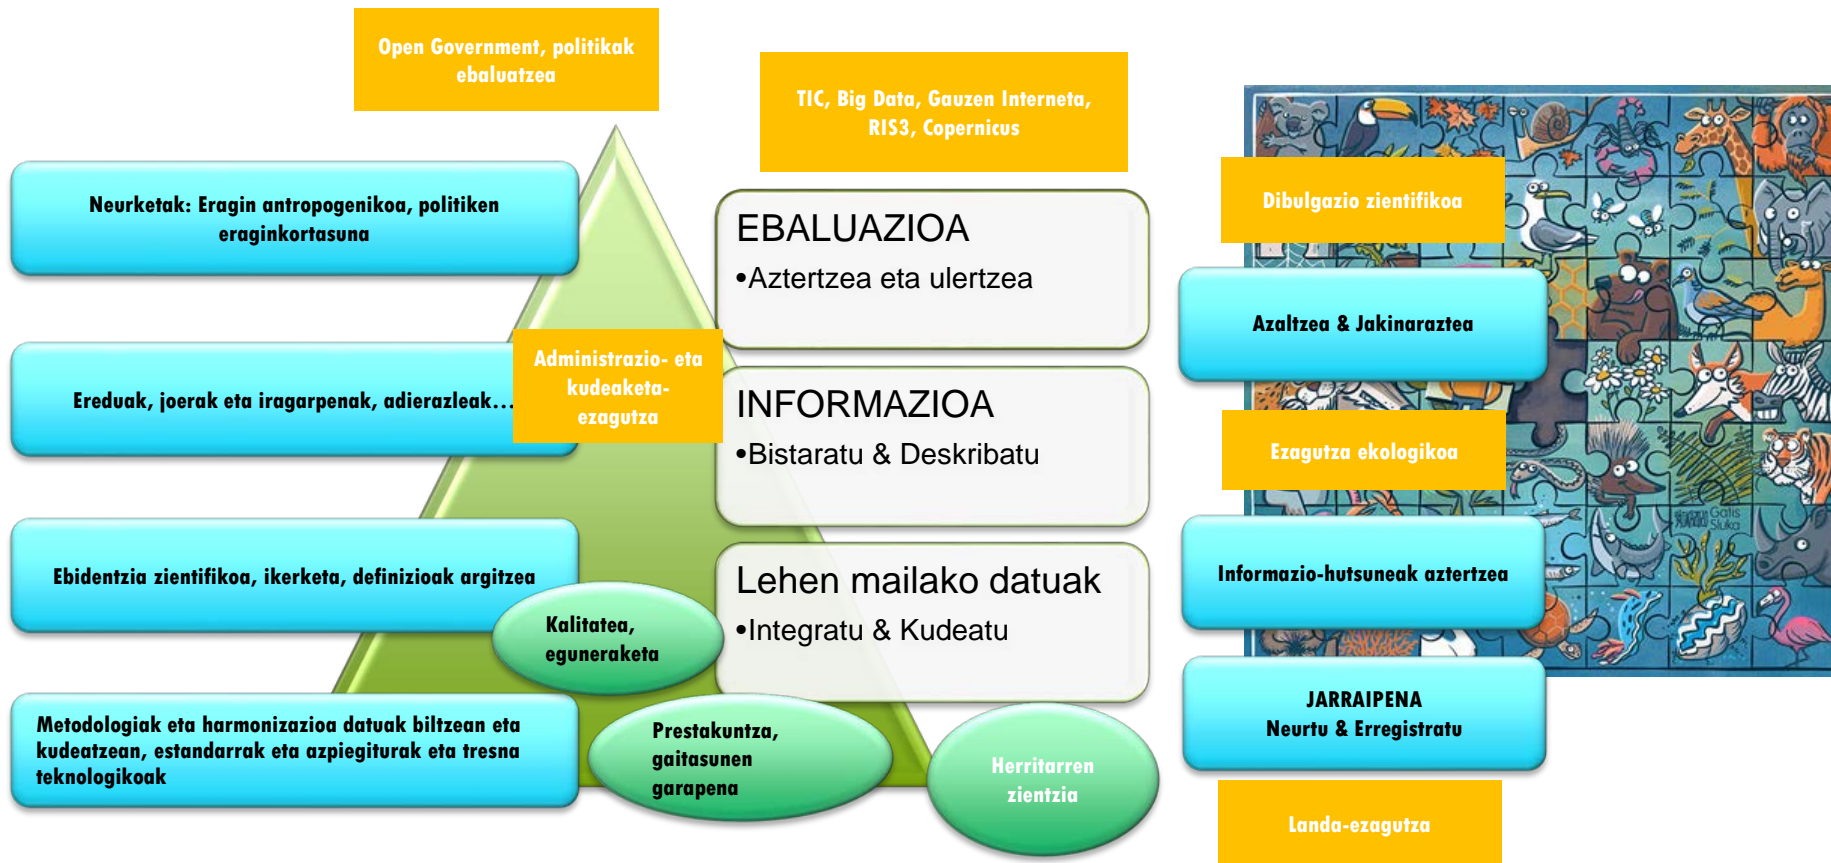 Open Government, politikak
ebaluatzea
TIC, Big Data, Gauzen Interneta,
RIS3, Copernicus
Neurketak: Eragin antropogenikoa, politiken
eraginkortasuna
EBALUAZIOA
•Aztertzea eta ulertzea
Dibulgazio zientifikoa
Azaltzea & Jakinaraztea
Ereduak, joerak eta iragarpenak, adierazleak...
Administrazio- eta
kudeaketa-
ezagutza
INFORMAZIOA
•Bistaratu & Deskribatu
Ezagutza ekologikoa
Gatis
Sluka
Ebidentzia zientifikoa, ikerketa, definizioak argitzea
Kalitatea,
eguneraketa
Lehen mailako datuak
•Integratu & Kudeatu
Informazio-hutsuneak aztertzea
Metodologiak eta harmonizazioa datuak biltzean eta
kudeatzean, estandarrak eta azpiegiturak eta tresna
teknologikoak
Prestakuntza,
gaitasunen
garapena
Herritarren
zientzia
JARRAIPENA
Neurtu & Erregistratu
Landa-ezagutza